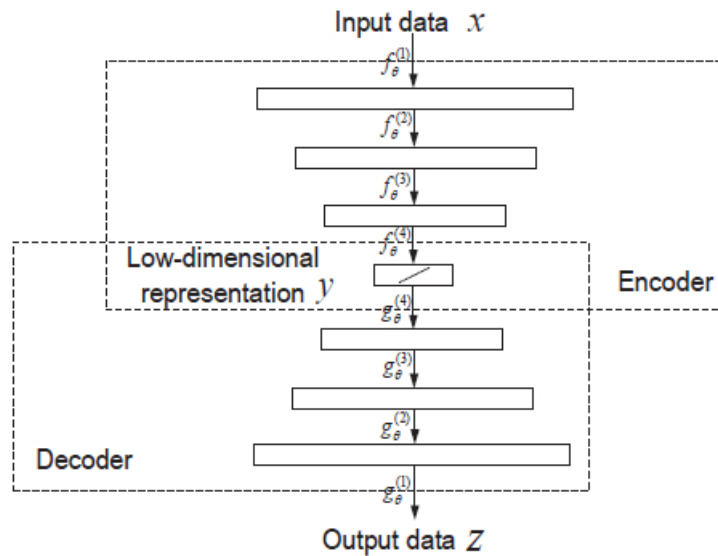 Input data x
f_θ^(1)
f_θ^(2)
f_θ^(3)
f_θ^(4)
Low-dimensional
representation y
Encoder
g_θ^(4)
g_θ^(3)
g_θ^(2)
Decoder
g_θ^(1)
Output data z